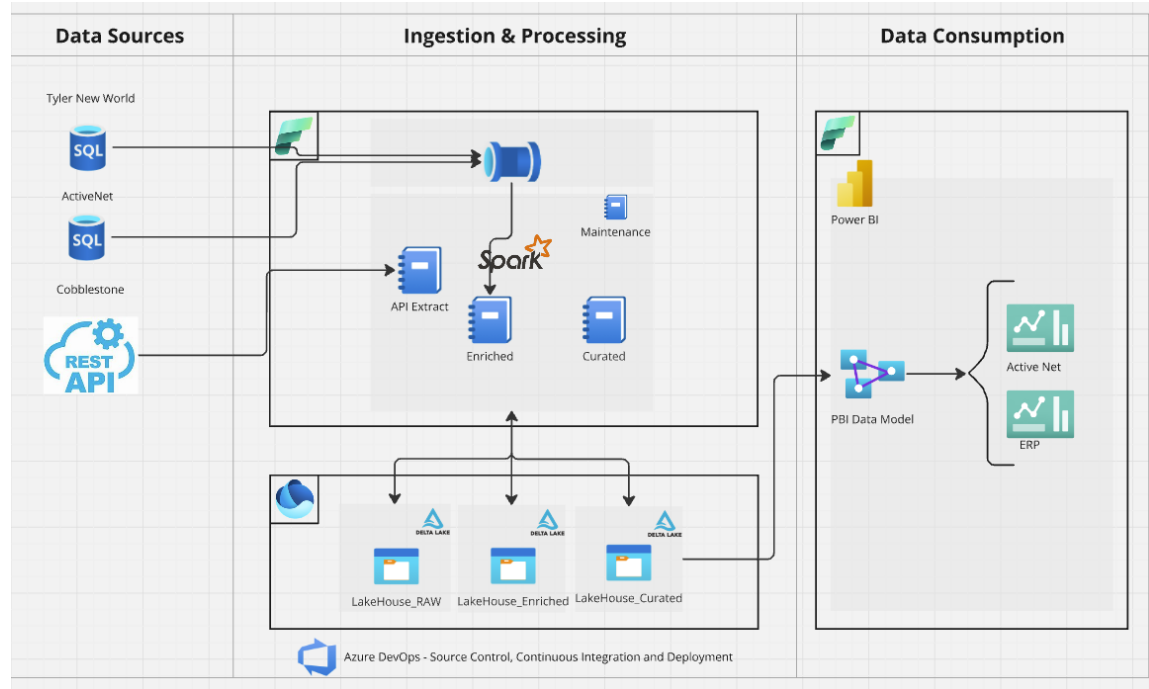 Data Sources
Ingestion & Processing
Data Consumption
Tyler New World
SQL
ActiveNet
SQL
Cobblestone
REST
API
Maintenance
Spark
API Extract
Enriched
Curated
DELTA LAKE
LakeHouse_RAW
DELTA LAKE
LakeHouse_Enriched
DELTA LAKE
LakeHouse_Curated
Azure DevOps - Source Control, Continuous Integration and Deployment
Power BI
PBI Data Model
Active Net
ERP